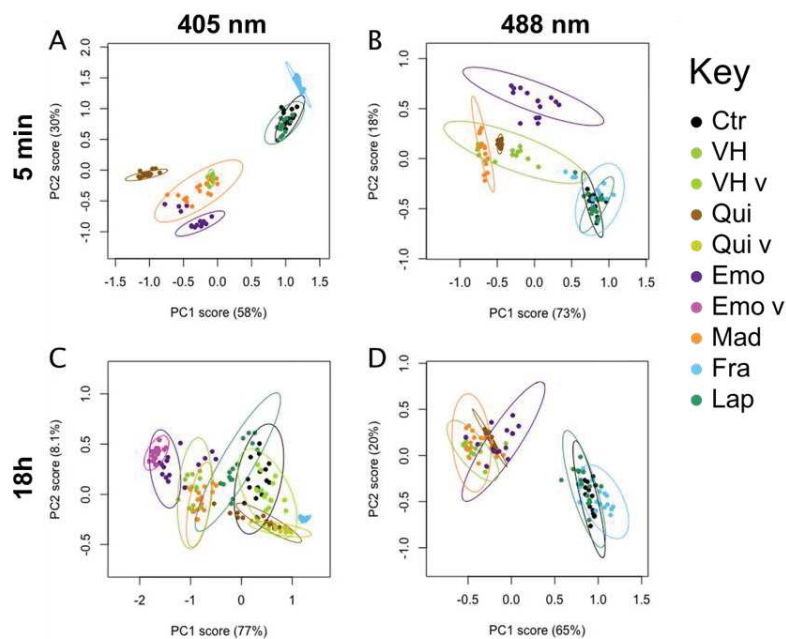 405 nm 488 nm
A
B
Key
5 min
18h
PC2 score (30%)
2.0
1.5
1.0
0.5
0.0
-0.5
-1.0
-1.5 -1.0 -0.5 0.0 0.5 1.0 1.5
PC1 score (58%)
PC2 score (18%)
1.0
0.5
0.0
-0.5
-1.0
-1.0 -0.5 0.0 0.5 1.0 1.5
PC1 score (73%)
Ctr
VH
VH v
Qui
Qui v
Emo
Emo v
Mad
Fra
Lap
C
D
PC2 score (8.1%)
1.0
0.5
0.0
-0.5
-2 -1 0 1
PC1 score (77%)
PC2 score (20%)
1.0
0.5
0.0
-0.5
-1.0
-0.5 0.0 0.5 1.0 1.5
PC1 score (65%)